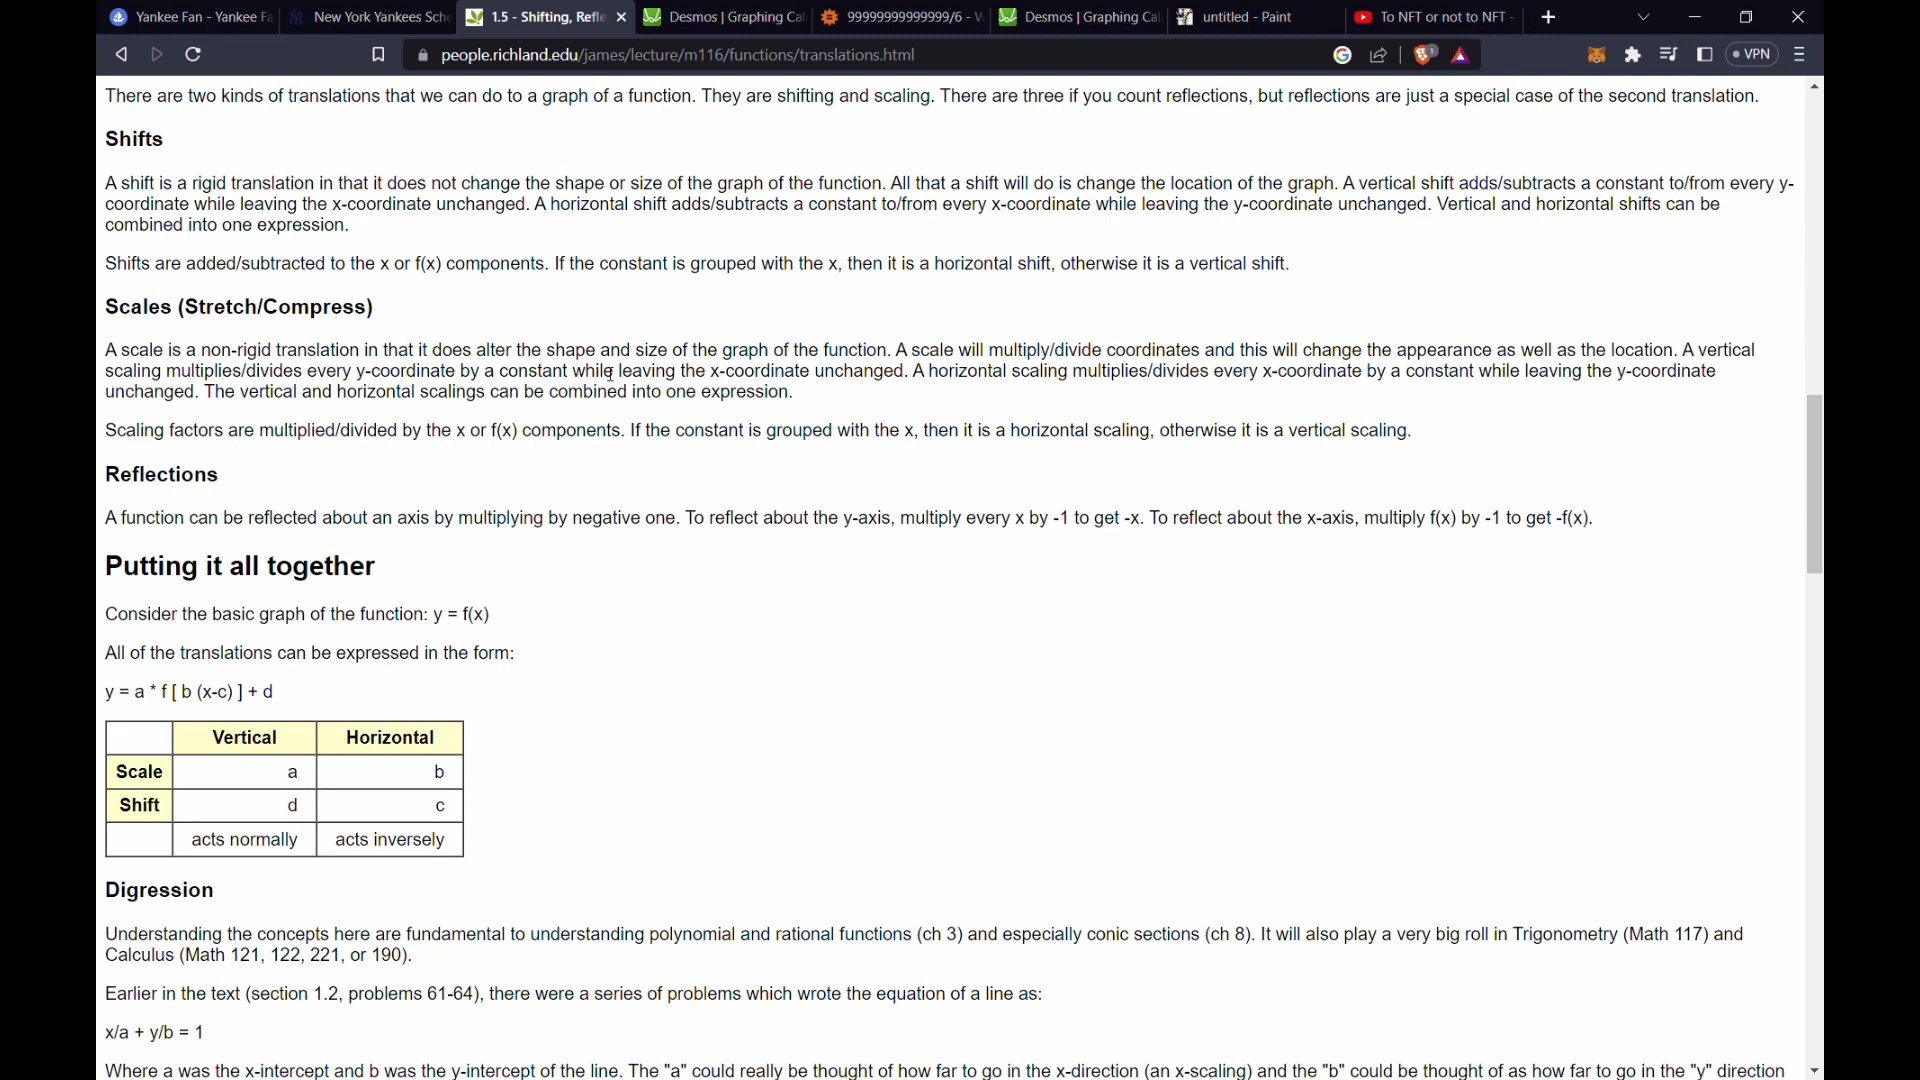 Yankee Fan - Yankee Fa
New York Yankees Sche
1.5 - Shifting, Refle
Desmos | Graphing Cal
99999999999999/6 - W
Desmos | Graphing Cal
untitled - Paint
To NFT or not to NFT -
people.richland.edu/james/lecture/m116/functions/translations.html
1
VPN
There are two kinds of translations that we can do to a graph of a function. They are shifting and scaling. There are three if you count reflections, but reflections are just a special case of the second translation.
Shifts
A shift is a rigid translation in that it does not change the shape or size of the graph of the function. All that a shift will do is change the location of the graph. A vertical shift adds/subtracts a constant to/from every y-
coordinate while leaving the x-coordinate unchanged. A horizontal shift adds/subtracts a constant to/from every x-coordinate while leaving the y-coordinate unchanged. Vertical and horizontal shifts can be
combined into one expression.
Shifts are added/subtracted to the x or f(x) components. If the constant is grouped with the x, then it is a horizontal shift, otherwise it is a vertical shift.
Scales (Stretch/Compress)
A scale is a non-rigid translation in that it does alter the shape and size of the graph of the function. A scale will multiply/divide coordinates and this will change the appearance as well as the location. A vertical
scaling multiplies/divides every y-coordinate by a constant while leaving the x-coordinate unchanged. A horizontal scaling multiplies/divides every x-coordinate by a constant while leaving the y-coordinate
unchanged. The vertical and horizontal scalings can be combined into one expression.
Scaling factors are multiplied/divided by the x or f(x) components. If the constant is grouped with the x, then it is a horizontal scaling, otherwise it is a vertical scaling.
Reflections
A function can be reflected about an axis by multiplying by negative one. To reflect about the y-axis, multiply every x by -1 to get -x. To reflect about the x-axis, multiply f(x) by -1 to get -f(x).
Putting it all together
Consider the basic graph of the function: y = f(x)
All of the translations can be expressed in the form:
y = a * f [ b (x-c) ] + d
Vertical Horizontal
Scale a b
Shift d c
acts normally acts inversely
Digression
Understanding the concepts here are fundamental to understanding polynomial and rational functions (ch 3) and especially conic sections (ch 8). It will also play a very big roll in Trigonometry (Math 117) and
Calculus (Math 121, 122, 221, or 190).
Earlier in the text (section 1.2, problems 61-64), there were a series of problems which wrote the equation of a line as:
x/a + y/b = 1
Where a was the x-intercept and b was the y-intercept of the line. The "a" could really be thought of how far to go in the x-direction (an x-scaling) and the "b" could be thought of as how far to go in the "y" direction